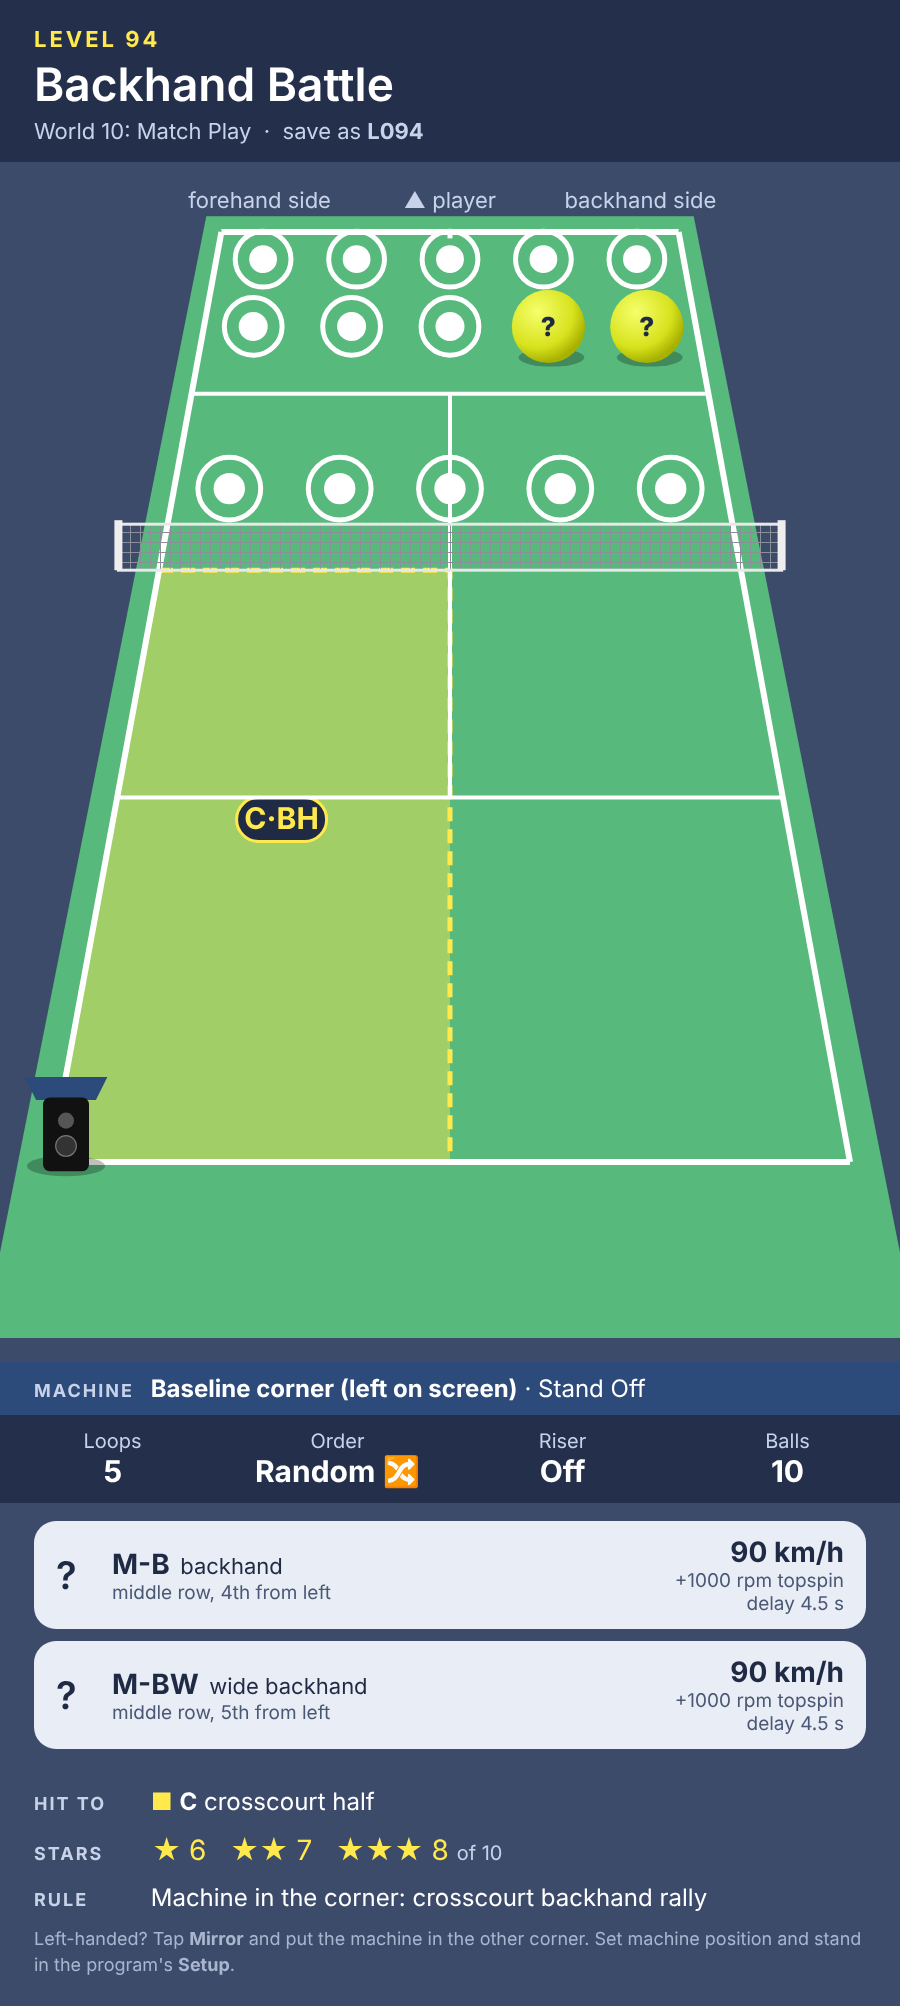 LEVEL 94
Backhand Battle
World 10: Match Play · save as L094
forehand side ▲ player backhand side
? ?
C·BH
MACHINE Baseline corner (left on screen) · Stand Off
Loops Order Riser Balls
5 Random 🔀 Off 10
? M-B backhand 90 km/h
middle row, 4th from left +1000 rpm topspin
delay 4.5 s
? M-BW wide backhand 90 km/h
middle row, 5th from left +1000 rpm topspin
delay 4.5 s
HIT TO ■ C crosscourt half
STARS ★ 6 ★★ 7 ★★★ 8 of 10
RULE Machine in the corner: crosscourt backhand rally
Left-handed? Tap Mirror and put the machine in the other corner. Set machine position and stand
in the program's Setup.